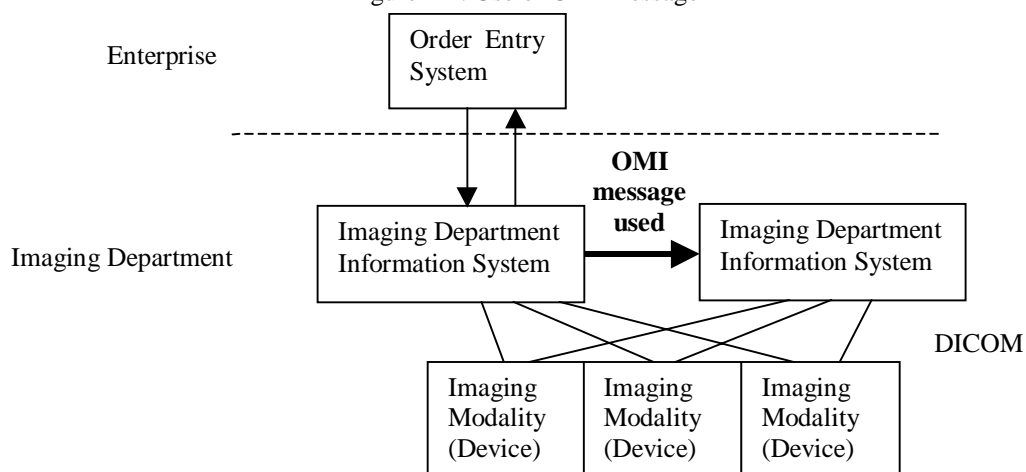 Order Entry
System
Enterprise
OMI
message
used
Imaging Department
Information System
Imaging Department
Information System
Imaging Department
DICOM
Imaging
Modality
(Device)
Imaging
Modality
(Device)
Imaging
Modality
(Device)